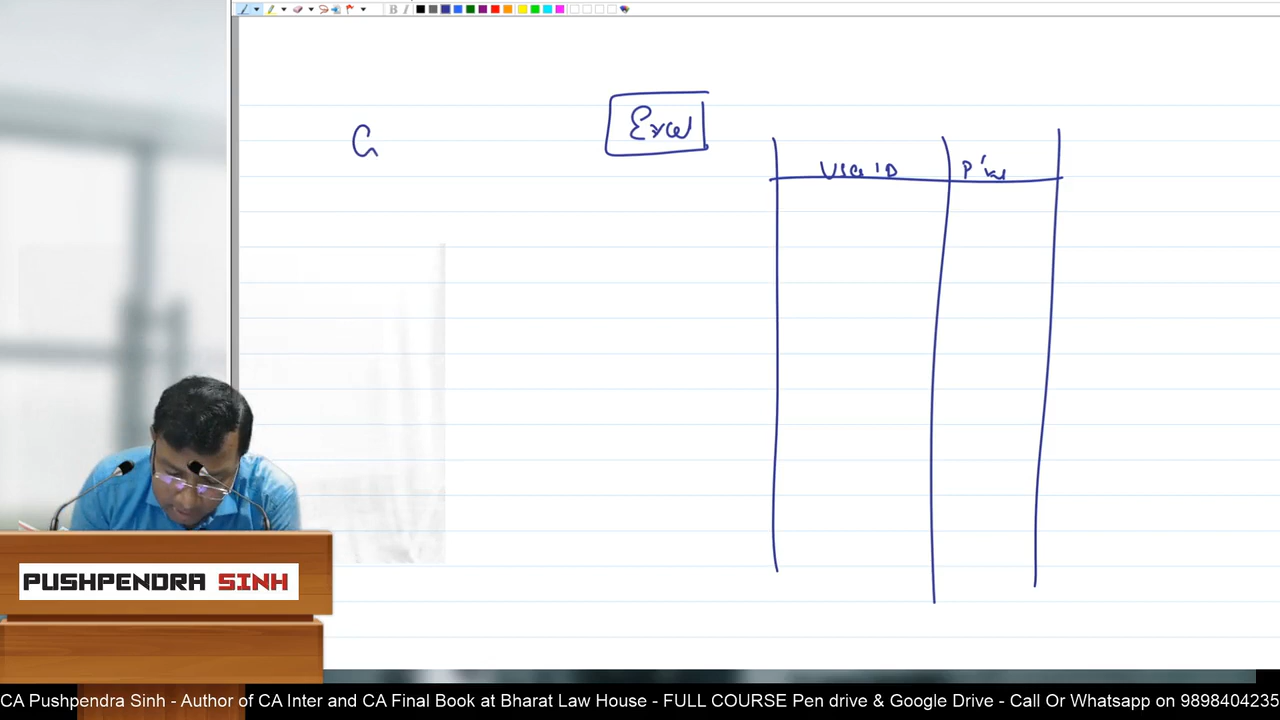 B I
G
Excel
User ID
PUSHPENDRA SINH
CA Pushpendra Sinh - Author of CA Inter and CA Final Book at Bharat Law House - FULL COURSE Pen drive & Google Drive - Call Or Whatsapp on 9898404235